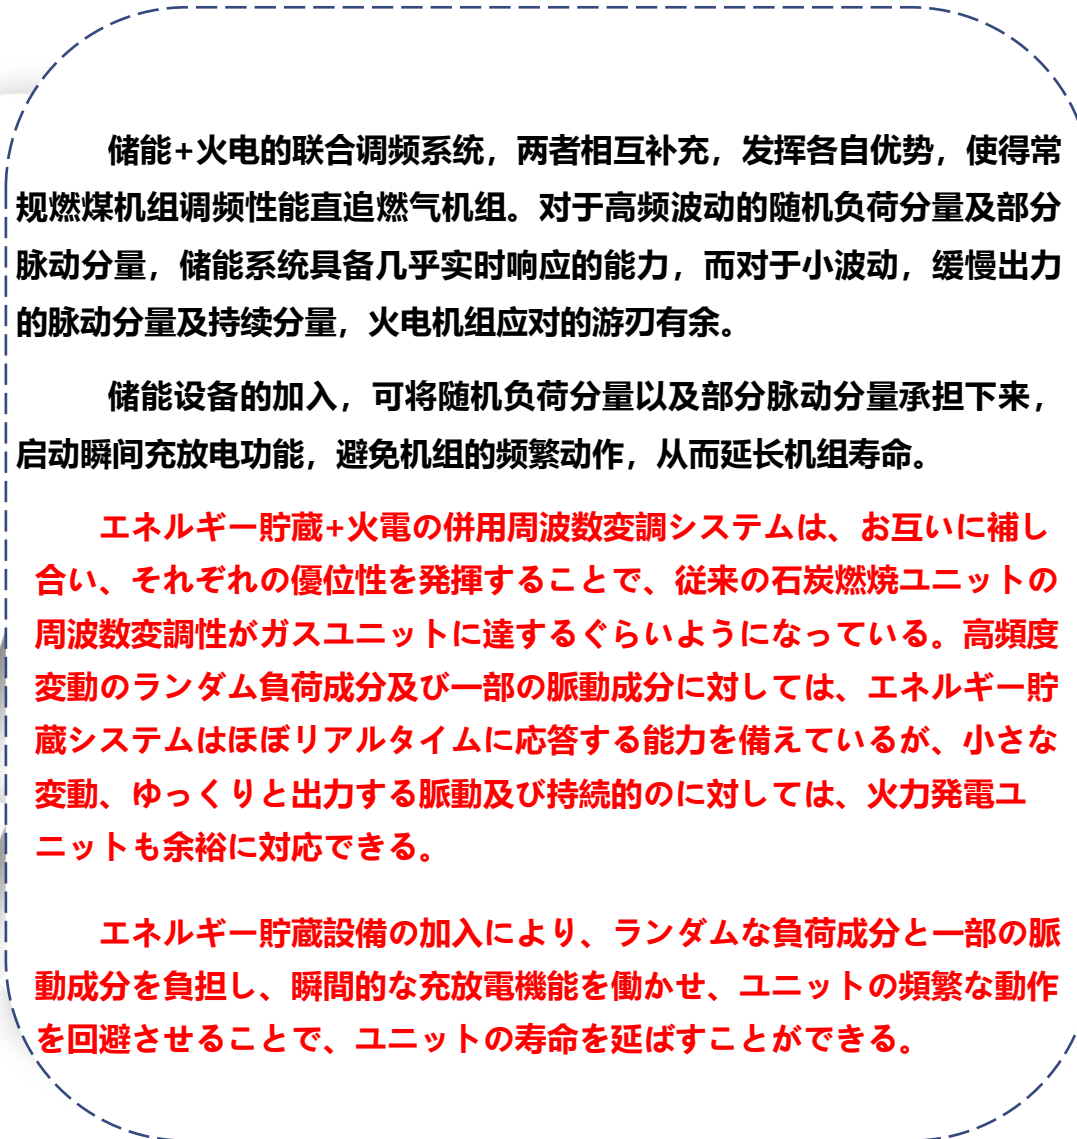 储能+火电的联合调频系统，两者相互补充，发挥各自优势，使得常
规燃煤机组调频性能直追燃气机组。对于高频波动的随机负荷分量及部分
脉动分量，储能系统具备几乎实时响应的能力，而对于小波动，缓慢出力
的脉动分量及持续分量，火电机组应对的游刃有余。
储能设备的加入，可将随机负荷分量以及部分脉动分量承担下来，
启动瞬间充放电功能，避免机组的频繁动作，从而延长机组寿命。
エネルギー貯蔵+火電の併用周波数変調システムは、お互いに補し
合い、それぞれの優位性を発揮することで、従来の石炭燃焼ユニットの
周波数変調性がガスユニットに達するぐらいようになっている。高頻度
変動のランダム負荷成分及び一部の脈動成分に対しては、エネルギー貯
蔵システムはほぼリアルタイムに応答する能力を備えているが、小さな
変動、ゆっくりと出力する脈動及び持続的のに対しては、火力発電ユ
ニットも余裕に対応できる。
エネルギー貯蔵設備の加入により、ランダムな負荷成分と一部の脈
動成分を負担し、瞬間的な充放電機能を働かせ、ユニットの頻繁な動作
を回避させることで、ユニットの寿命を延ばすことができる。